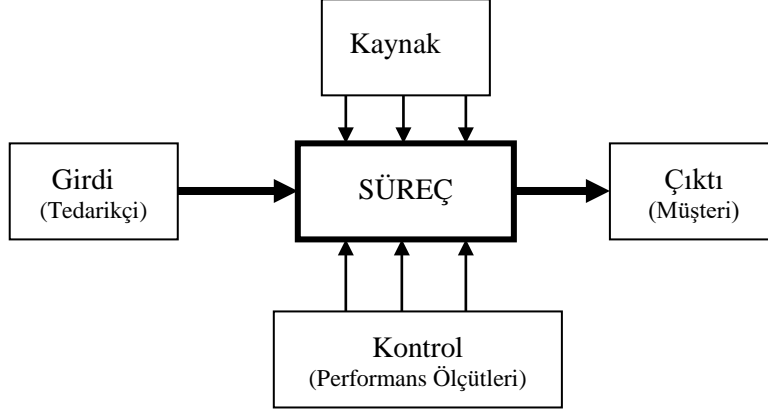 Kaynak
Girdi
(Tedarikçi)
SÜREÇ
Çıktı
(Müşteri)
Kontrol
(Performans Ölçütleri)